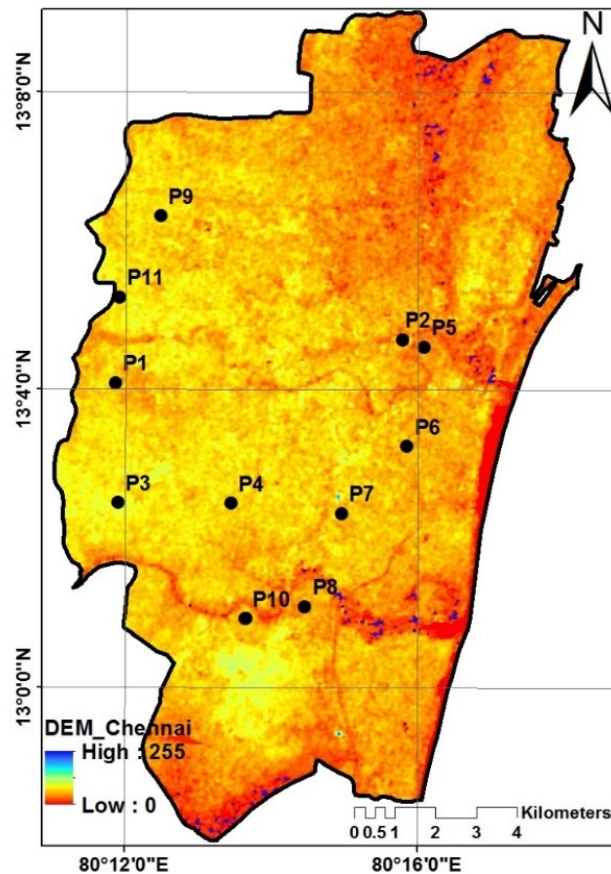 N
13°8'0"N
P9
P11
P2
P5
P1
13°4'0"N
P6
P3
P4
P7
P8
P10
13°0'0"N
DEM_Chennai
High : 255
Low : 0
Kilometers
0 0.5 1 2 3 4
80°12'0"E
80°16'0"E